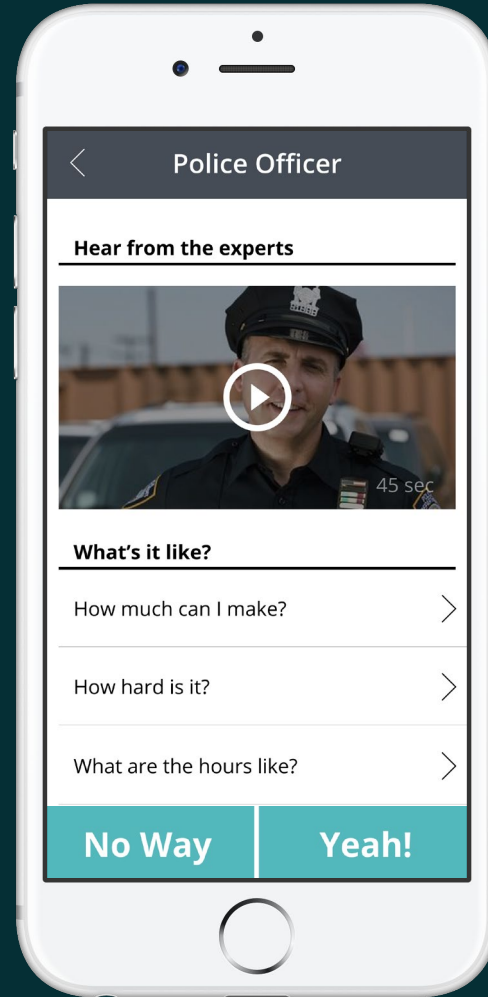 Police Officer
Hear from the experts
45 sec
What's it like?
How much can I make?
How hard is it?
What are the hours like?
No Way
Yeah!